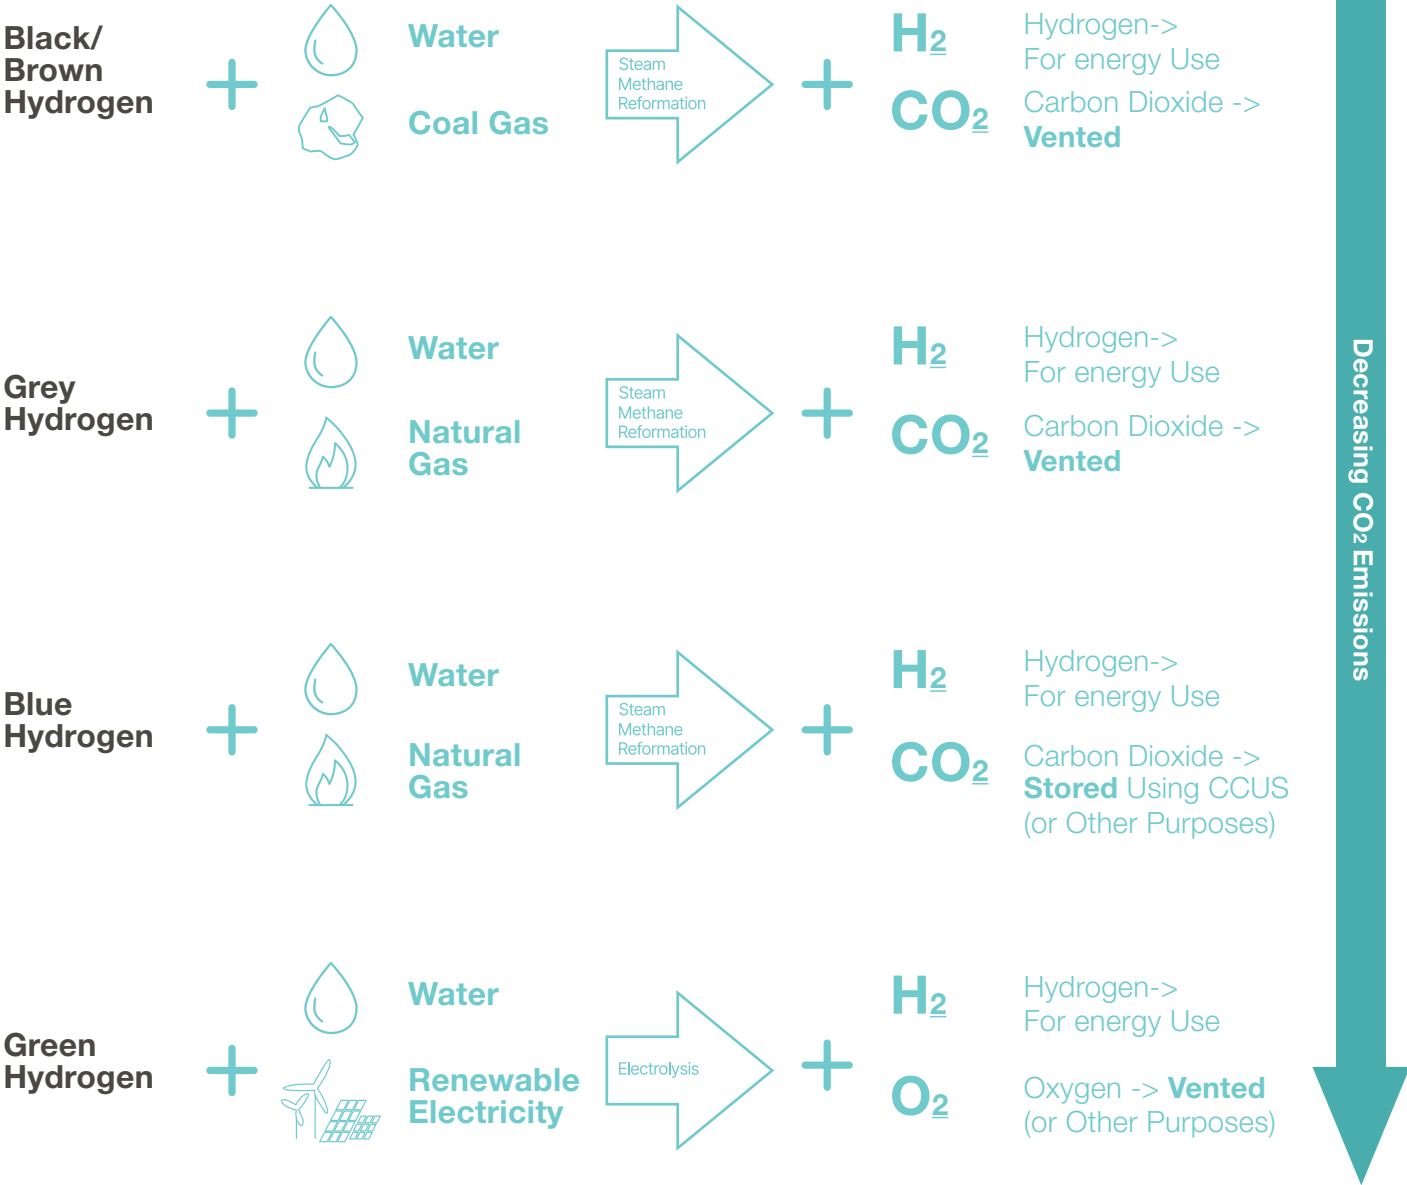 Black/
Brown
Hydrogen
Water
Coal Gas
Steam
Methane
Reformation
H2
CO2
Hydrogen->
For energy Use
Carbon Dioxide ->
Vented
Grey
Hydrogen
Water
Natural
Gas
Steam
Methane
Reformation
H2
CO2
Hydrogen->
For energy Use
Carbon Dioxide ->
Vented
Blue
Hydrogen
Water
Natural
Gas
Steam
Methane
Reformation
H2
CO2
Hydrogen->
For energy Use
Carbon Dioxide ->
Stored Using CCUS
(or Other Purposes)
Green
Hydrogen
Water
Renewable
Electricity
Electrolysis
H2
O2
Hydrogen->
For energy Use
Oxygen -> Vented
(or Other Purposes)
Decreasing CO2 Emissions